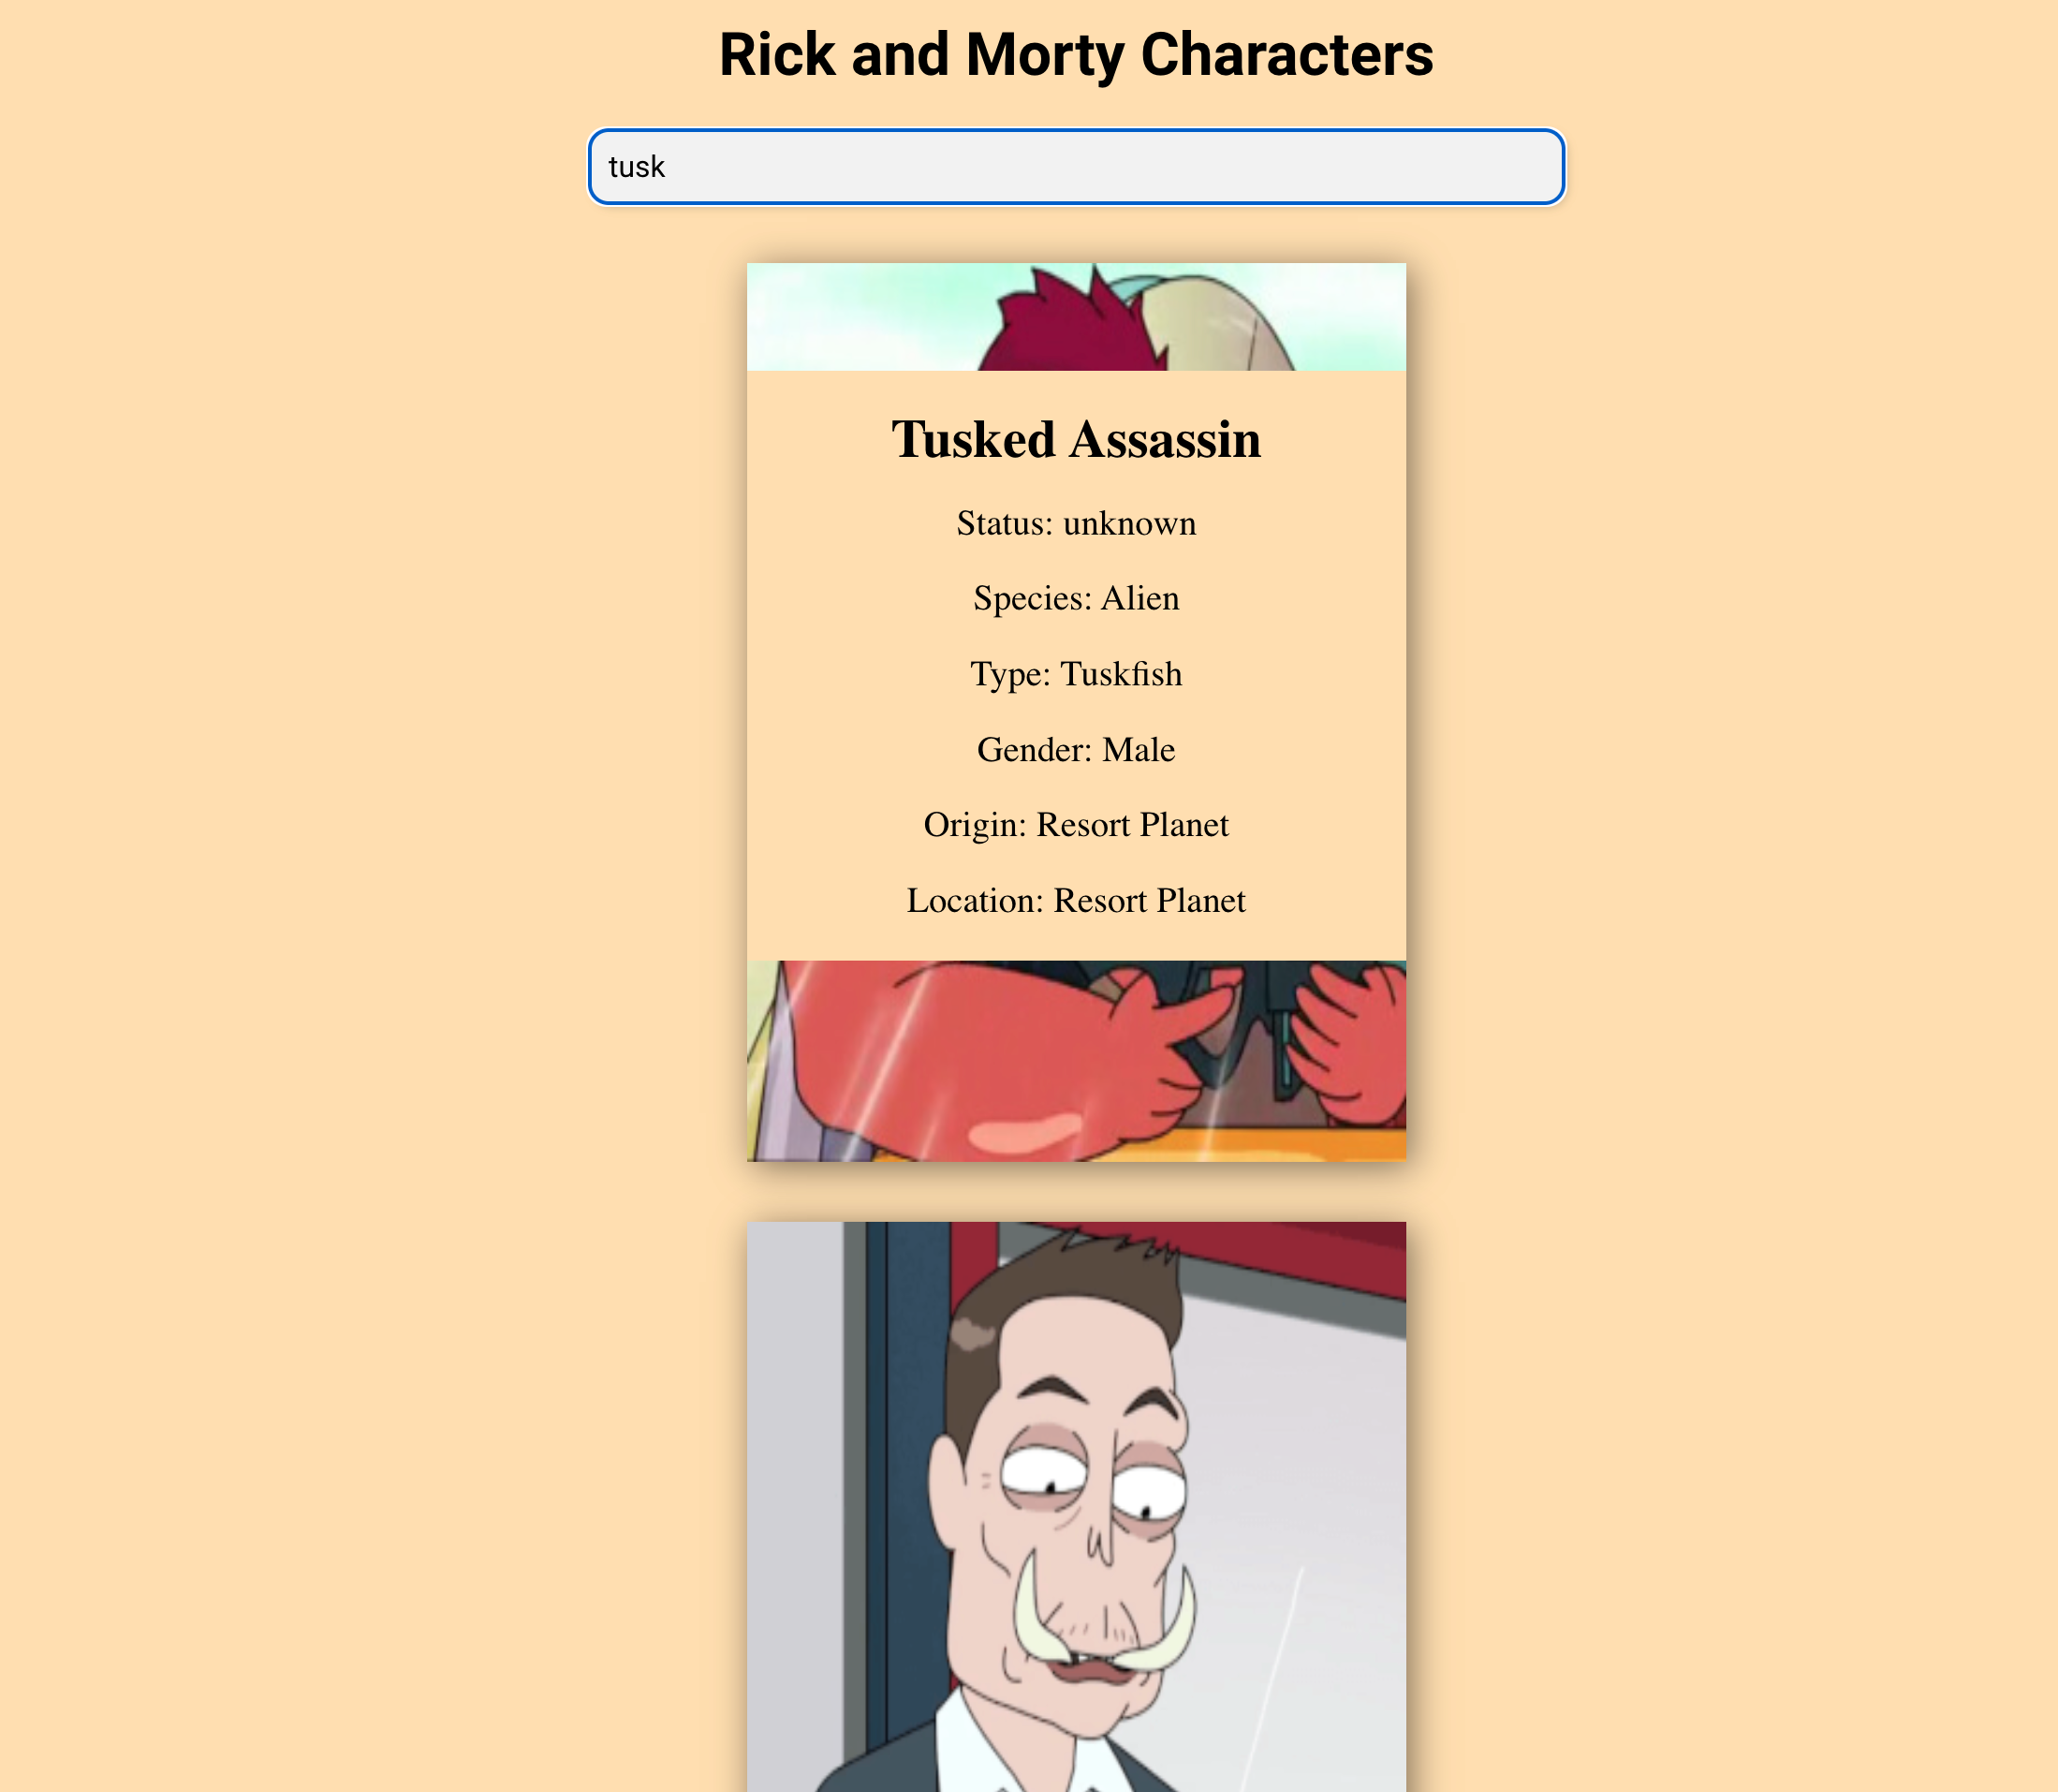 Rick and Morty Characters
tusk
Tusked Assassin
Status: unknown
Species: Alien
Type: Tuskfish
Gender: Male
Origin: Resort Planet
Location: Resort Planet